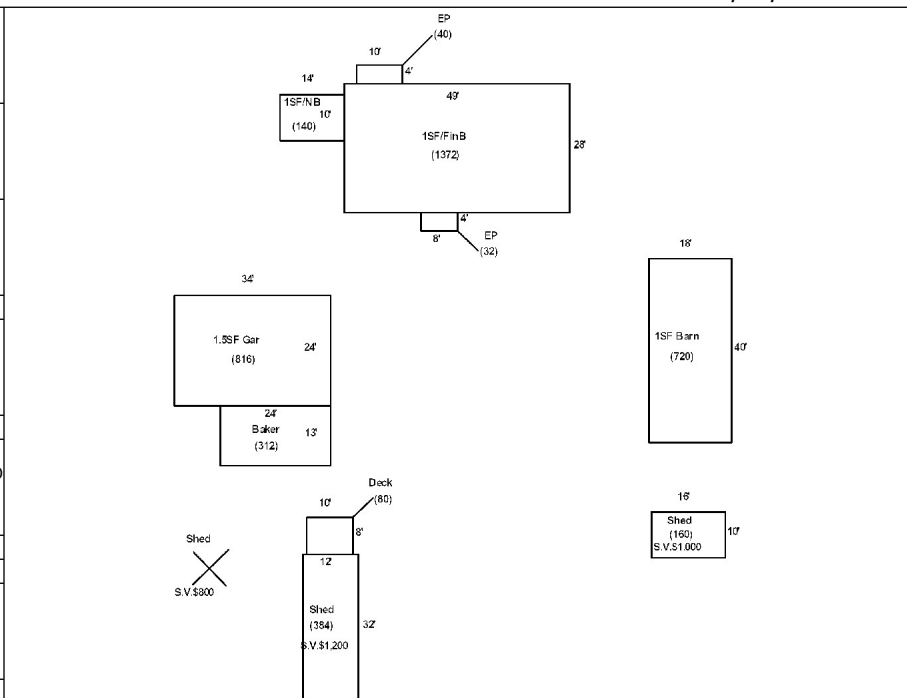 EP
(40)
10'
4'
14'
1SF/NB
10'
(140)
49'
1SF/FinB
(1372)
28'
4'
8'
EP
(32)
18'
34'
1.5SF Gar
24'
(816)
1SF Barn
40'
(720)
24'
Baker
13'
(312)
Deck
(80)
10'
8'
16'
Shed
(160)
10'
S.V.$1,000
Shed
S.V.$800
12'
Shed
(384)
32'
S.V.$1,200
)